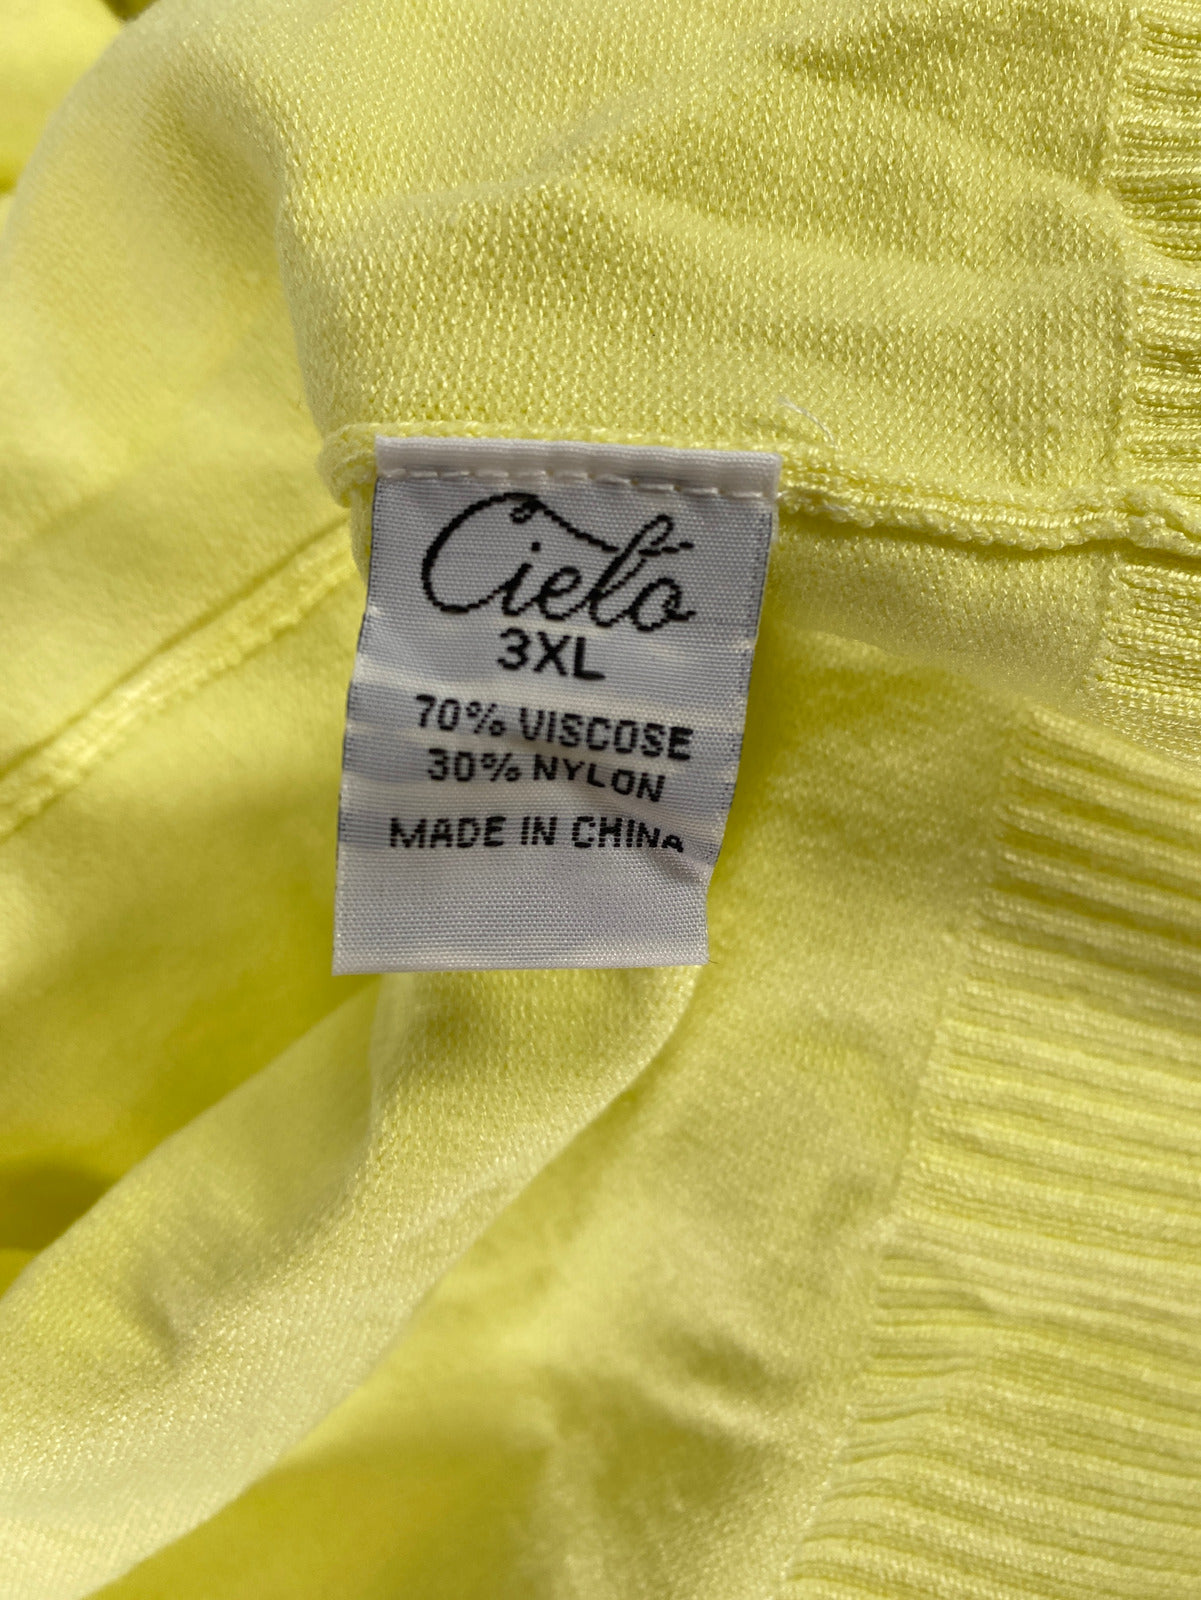 Cielo
3XL
70% VISCOSE
30% NYLON
MADE IN CHINA